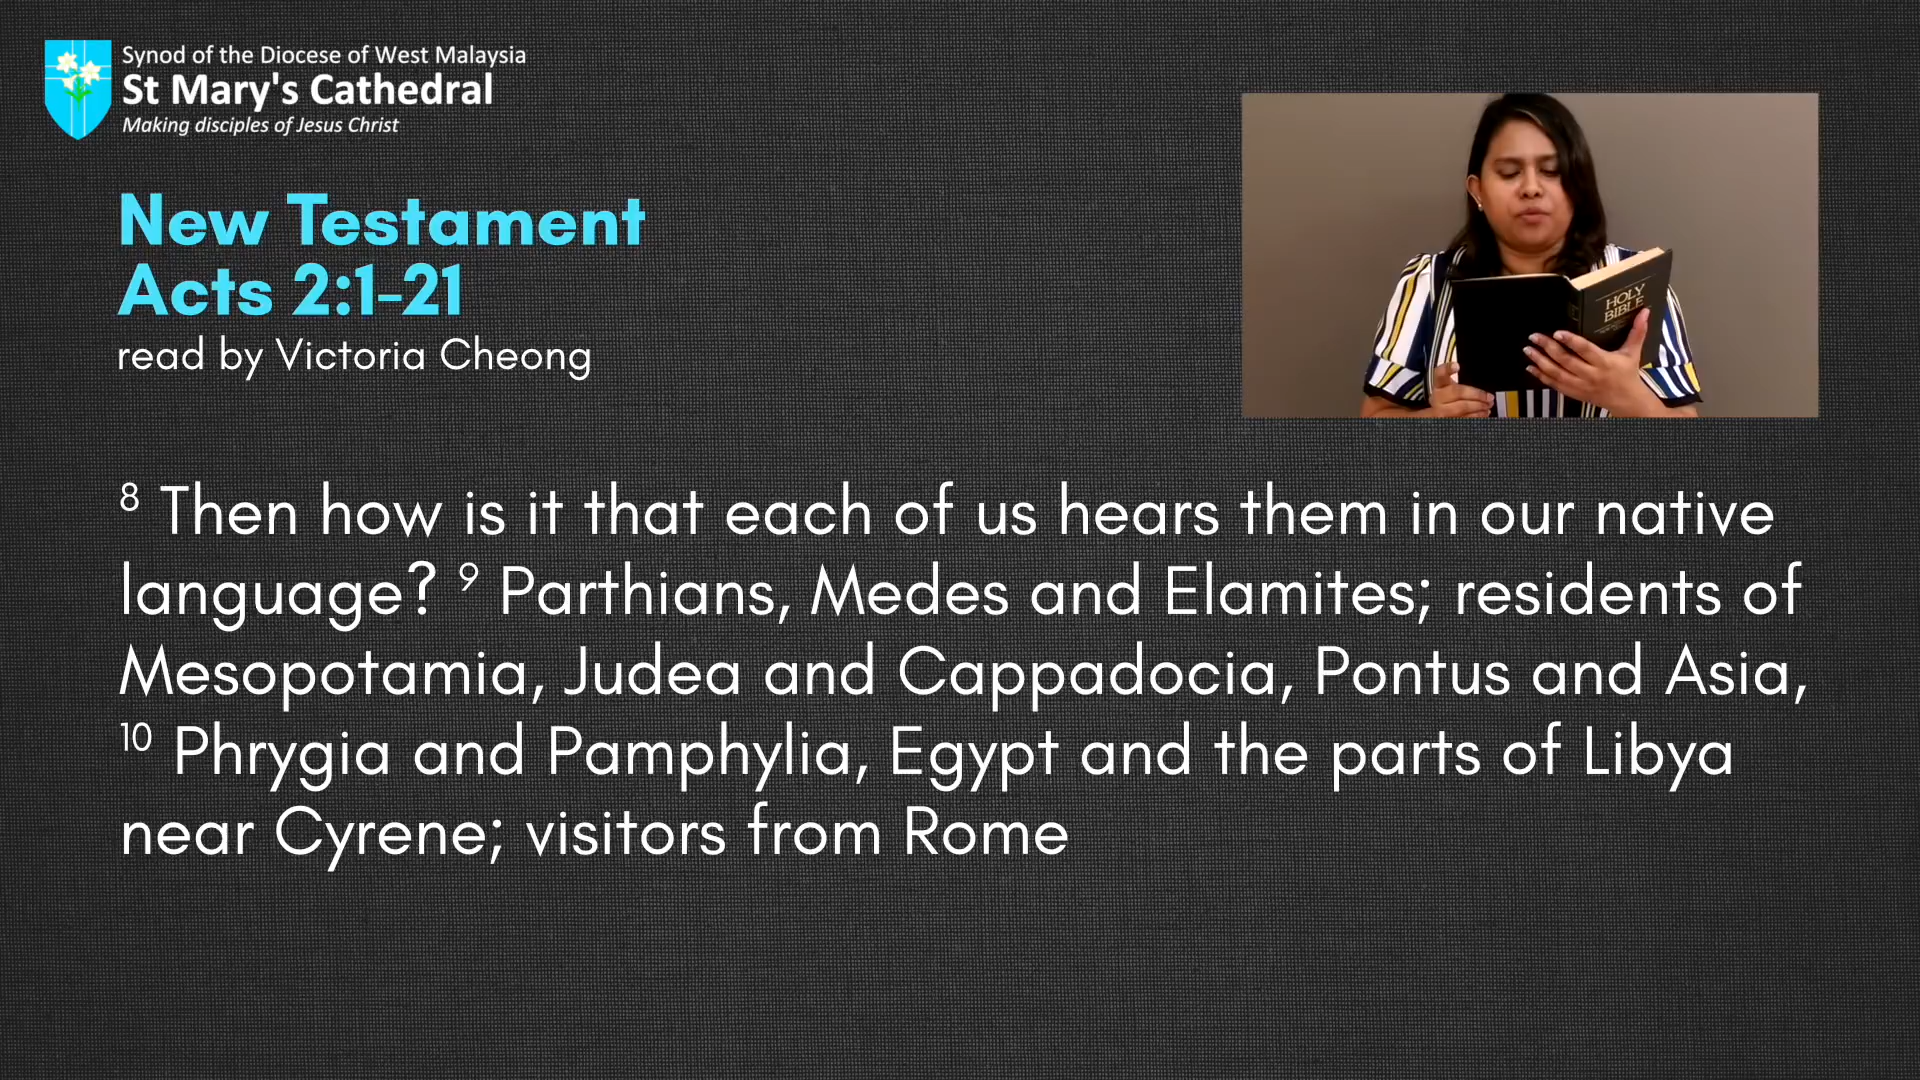 Synod of the Diocese of West Malaysia
St Mary's Cathedral
Making disciples of Jesus Christ
New Testament
Acts 2:1-21
read by Victoria Cheong
HOLY
BIBLE
8 Then how is it that each of us hears them in our native
language? 9 Parthians, Medes and Elamites; residents of
Mesopotamia, Judea and Cappadocia, Pontus and Asia,
10 Phrygia and Pamphylia, Egypt and the parts of Libya
near Cyrene; visitors from Rome